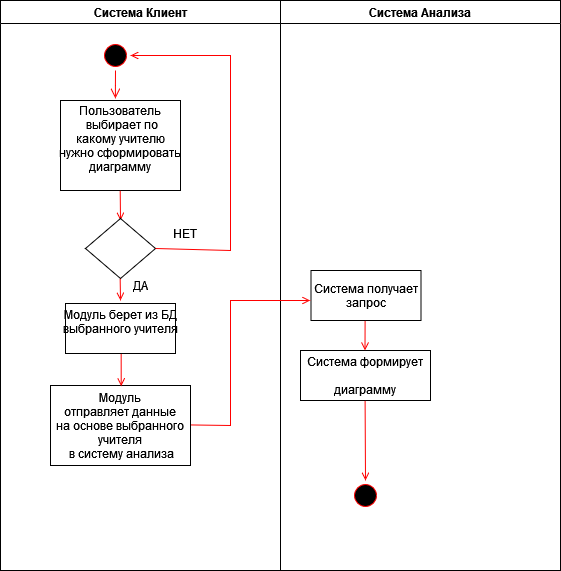 Система Клиент
Система Анализа
Пользователь
выбирает по
какому учителю
нужно сформировать
диаграмму
НЕТ
ДА
Модуль берет из БД
выбранного учителя
Модуль
отправляет данные
на основе выбранного
учителя
в систему анализа
Система получает
запрос
Система формирует
диаграмму